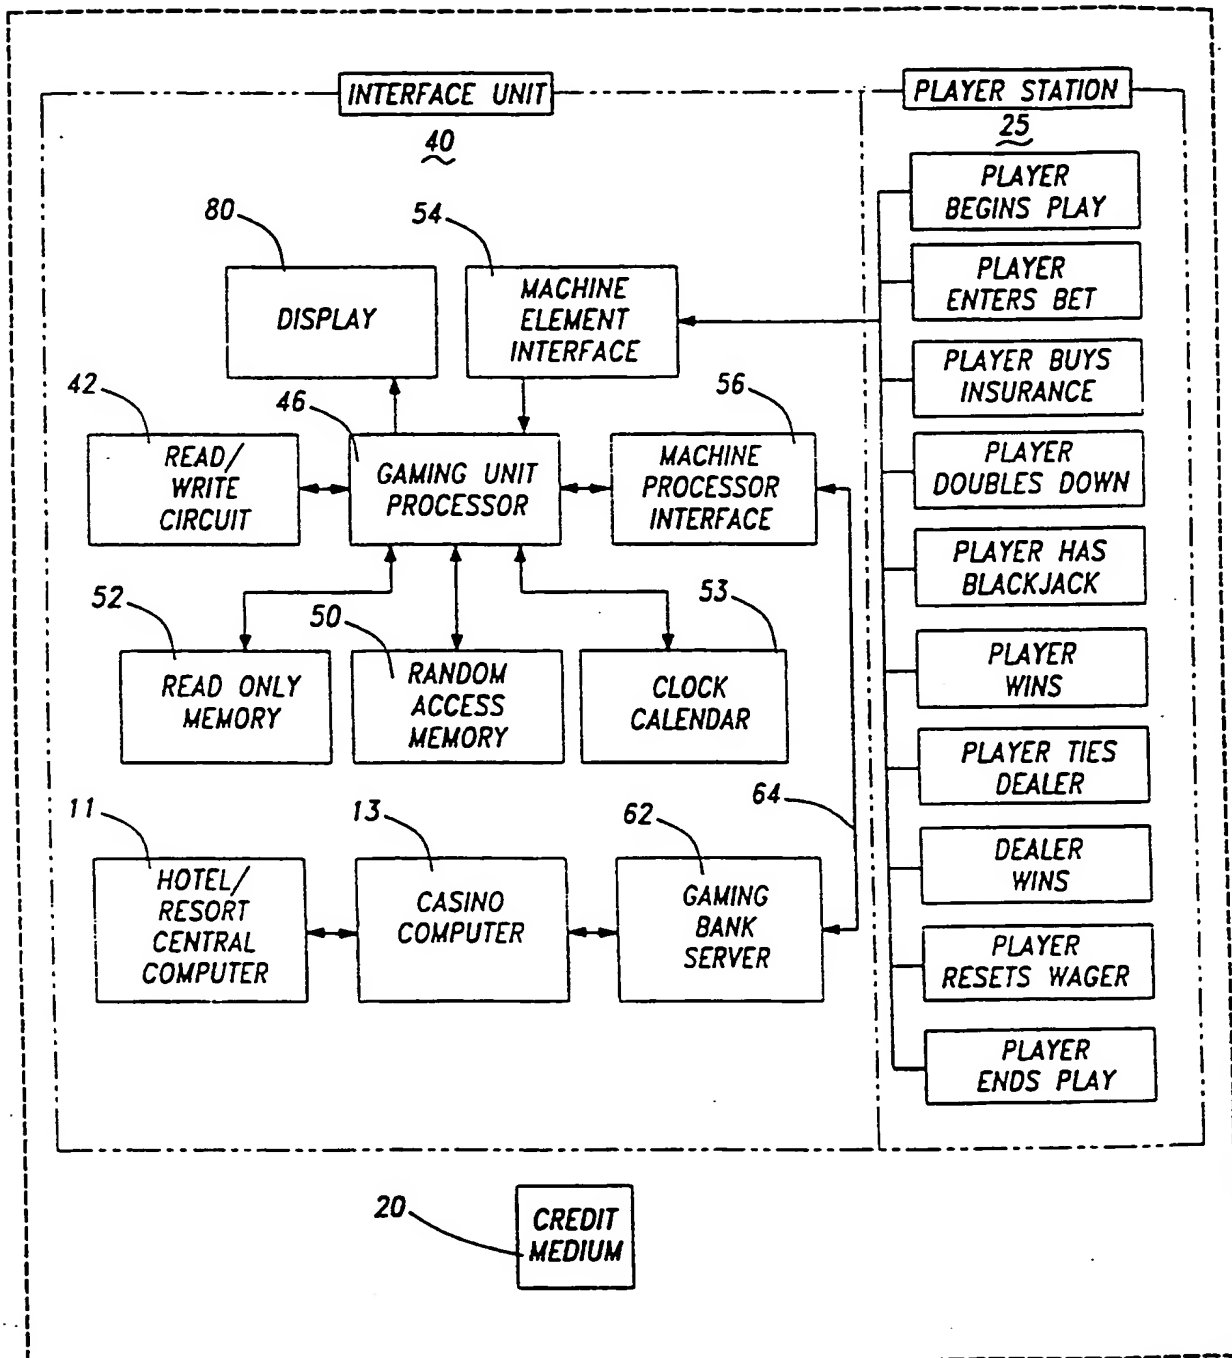 INTERFACE UNIT
40
PLAYER STATION
25
80
DISPLAY
54
MACHINE
ELEMENT
INTERFACE
42
READ/
WRITE
CIRCUIT
46
GAMING UNIT
PROCESSOR
56
MACHINE
PROCESSOR
INTERFACE
52
READ ONLY
MEMORY
50
RANDOM
ACCESS
MEMORY
53
CLOCK
CALENDAR
11
HOTEL/
RESORT
CENTRAL
COMPUTER
13
CASINO
COMPUTER
62
GAMING
BANK
SERVER
64
PLAYER
BEGINS PLAY
PLAYER
ENTERS BET
PLAYER BUYS
INSURANCE
PLAYER
DOUBLES DOWN
PLAYER HAS
BLACKJACK
PLAYER
WINS
PLAYER TIES
DEALER
DEALER
WINS
PLAYER
RESETS WAGER
PLAYER
ENDS PLAY
20
CREDIT
MEDIUM